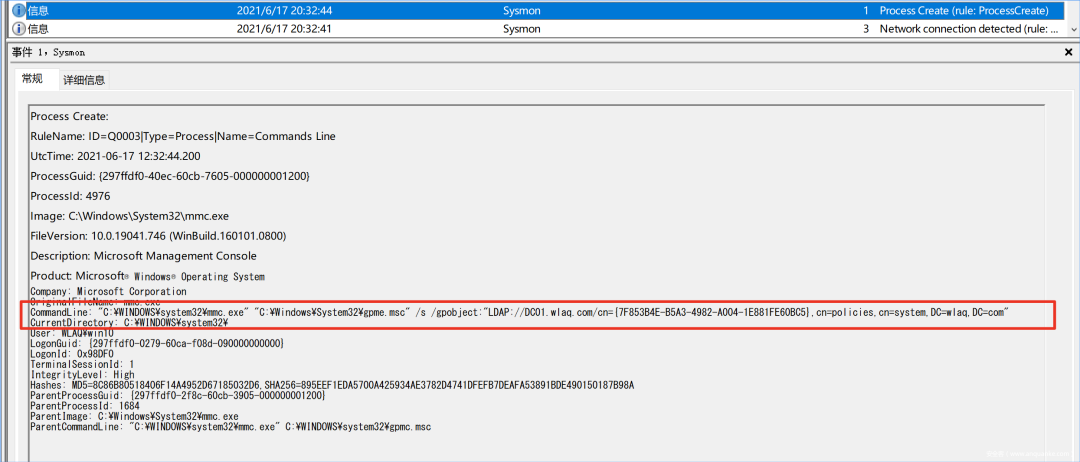 信息 2021/6/17 20:32:44 Sysmon 1 Process Create (rule: ProcessCreate)
信息 2021/6/17 20:32:41 Sysmon 3 Network connection detected (rule: ...
事件 1，Sysmon
常规 详细信息
Process Create:
RuleName: ID=Q0003|Type=Process|Name=Commands Line
UtcTime: 2021-06-17 12:32:44.200
ProcessGuid: {297ffdf0-40ec-60cb-7605-000000001200}
ProcessId: 4976
Image: C:\Windows\System32\mmc.exe
FileVersion: 10.0.19041.746 (WinBuild.160101.0800)
Description: Microsoft Management Console
Product: Microsoft® Windows® Operating System
Company: Microsoft Corporation
OriginalFileName: mmc.exe
CommandLine: "C:¥WINDOWS¥system32¥mmc.exe" "C:¥Windows¥System32¥gpme.msc" /s /gpobject:"LDAP://DC01.wlaq.com/cn={7F853B4E-B5A3-4982-A004-1E881FE60BC5},cn=policies,cn=system,DC=wlaq,DC=com"
CurrentDirectory: C:¥WINDOWS¥system32¥
User: WLAQ¥win10
LogonGuid: {297ffdf0-0279-60ca-f08d-090000000000}
LogonId: 0x98DF0
TerminalSessionId: 1
IntegrityLevel: High
Hashes: MD5=8C86B80518406F14A4952D67185032D6,SHA256=895EEF1EDA5700A425934AE3782D4741DFEFB7DEAFA53891BDE490150187B98A
ParentProcessGuid: {297ffdf0-2f8c-60cb-3905-000000001200}
ParentProcessId: 1684
ParentImage: C:¥Windows¥System32¥mmc.exe
ParentCommandLine: "C:¥WINDOWS¥system32¥mmc.exe" C:¥WINDOWS¥system32¥gpmc.msc